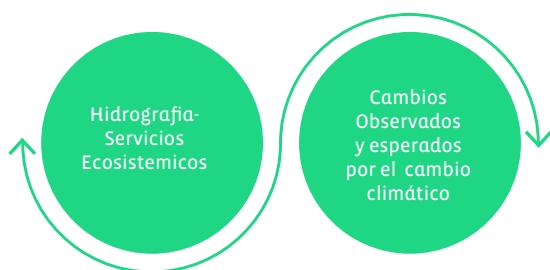 Hidrografia-
Servicios
Ecosistemicos
Cambios
Observados
y esperados
por el cambio
climático